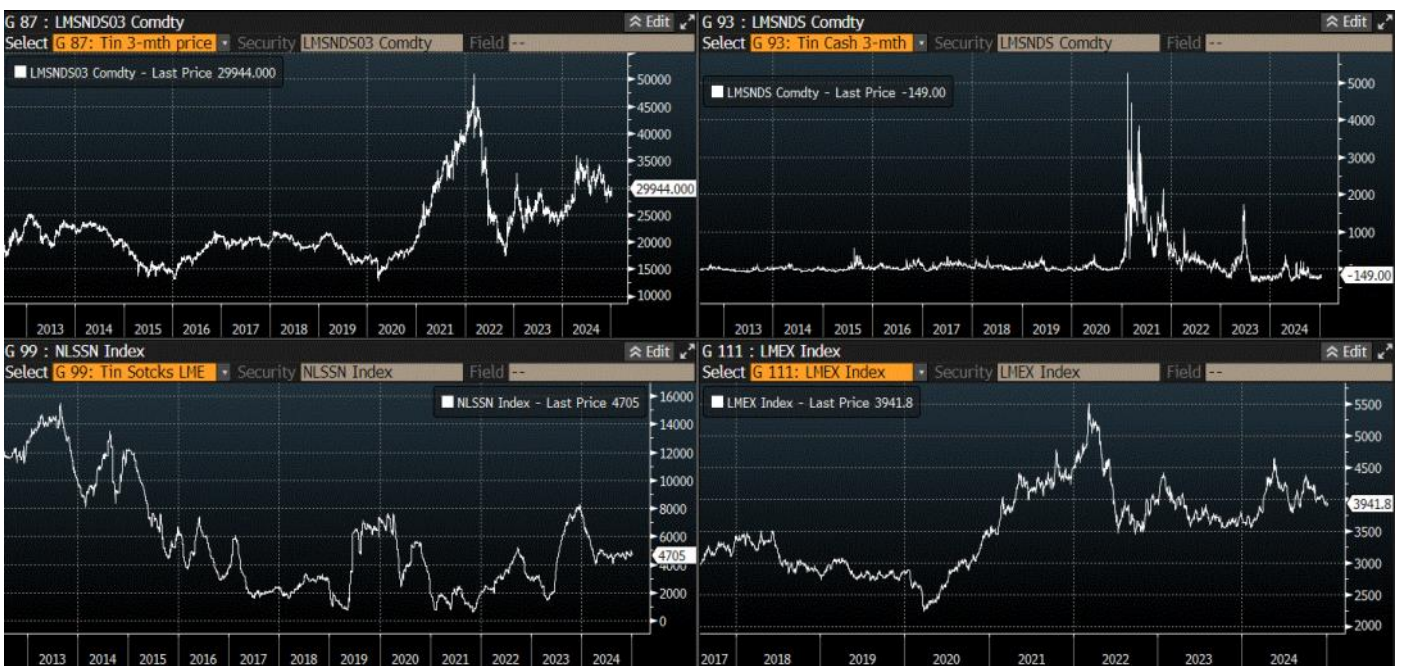 G 87 : LMSNDS03 Comdty
Edit
Select G 87: Tin 3-mth price Security LMSNDS03 Comdty Field --
LMSNDS03 Comdty - Last Price 29944.000
50000
45000
40000
35000
29944.000
25000
20000
15000
10000
2013 2014 2015 2016 2017 2018 2019 2020 2021 2022 2023 2024
G 93 : LMSNDS Comdty
Edit
Select G 93: Tin Cash 3-mth Security LMSNDS Comdty Field --
LMSNDS Comdty - Last Price -149.00
5000
4000
3000
2000
1000
-149.00
2013 2014 2015 2016 2017 2018 2019 2020 2021 2022 2023 2024
G 99 : NLSSN Index
Edit
Select G 99: Tin Sotcks LME Security NLSSN Index Field --
NLSSN Index - Last Price 4705
16000
14000
12000
10000
8000
6000
4705
4000
2000
0
2013 2014 2015 2016 2017 2018 2019 2020 2021 2022 2023 2024
G 111 : LMEX Index
Edit
Select G 111: LMEX Index Security LMEX Index Field --
LMEX Index - Last Price 3941.8
5500
5000
4500
3941.8
3500
3000
2500
2000
2017 2018 2019 2020 2021 2022 2023 2024